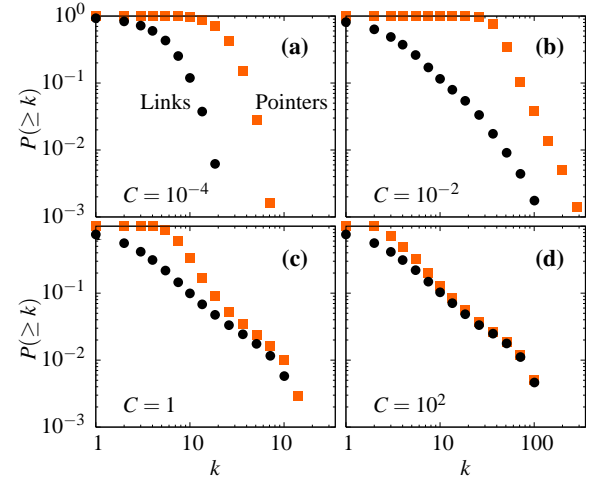 10^0
10^{-1}
10^{-2}
10^{-3}
P(≥ k)
(a)
Links
Pointers
C = 10^{-4}
P(≥ k)
(b)
C = 10^{-2}
10^{-1}
10^{-2}
10^{-3}
P(≥ k)
(c)
C = 1
1 10 10
k
(d)
C = 10^2
1 10 100
k